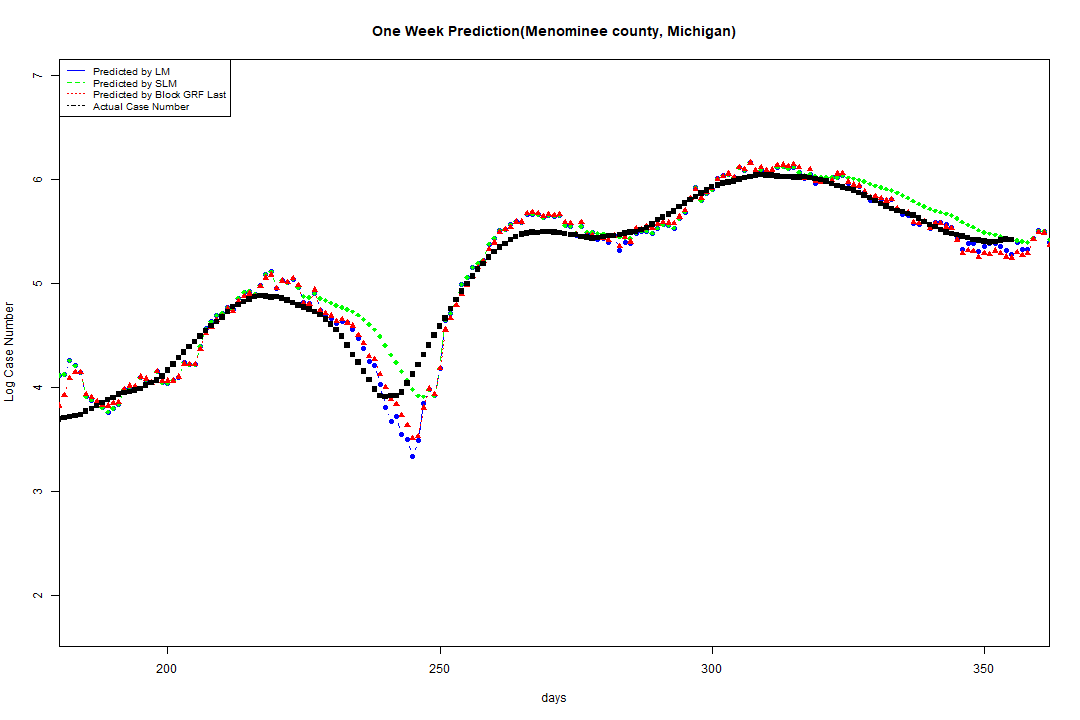 One Week Prediction(Menominee county, Michigan)
Predicted by LM
Predicted by SLM
Predicted by Block GRF Last
Actual Case Number
7
6
5
4
3
2
Log Case Number
200 250 300 350
days